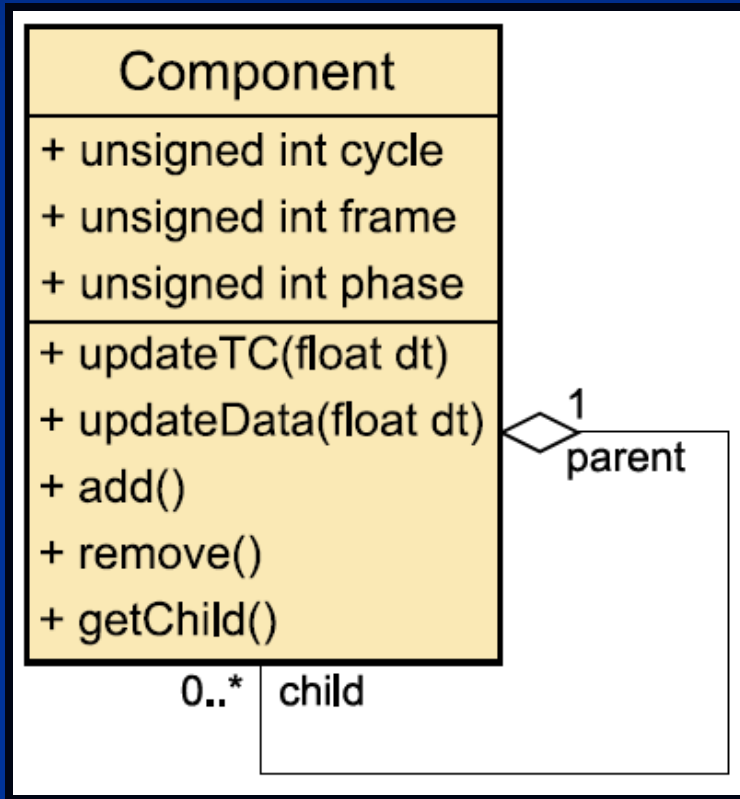 Component
+ unsigned int cycle
+ unsigned int frame
+ unsigned int phase
+ updateTC(float dt)
+ updateData(float dt)
+ add()
+ remove()
+ getChild()
1
parent
0..* child